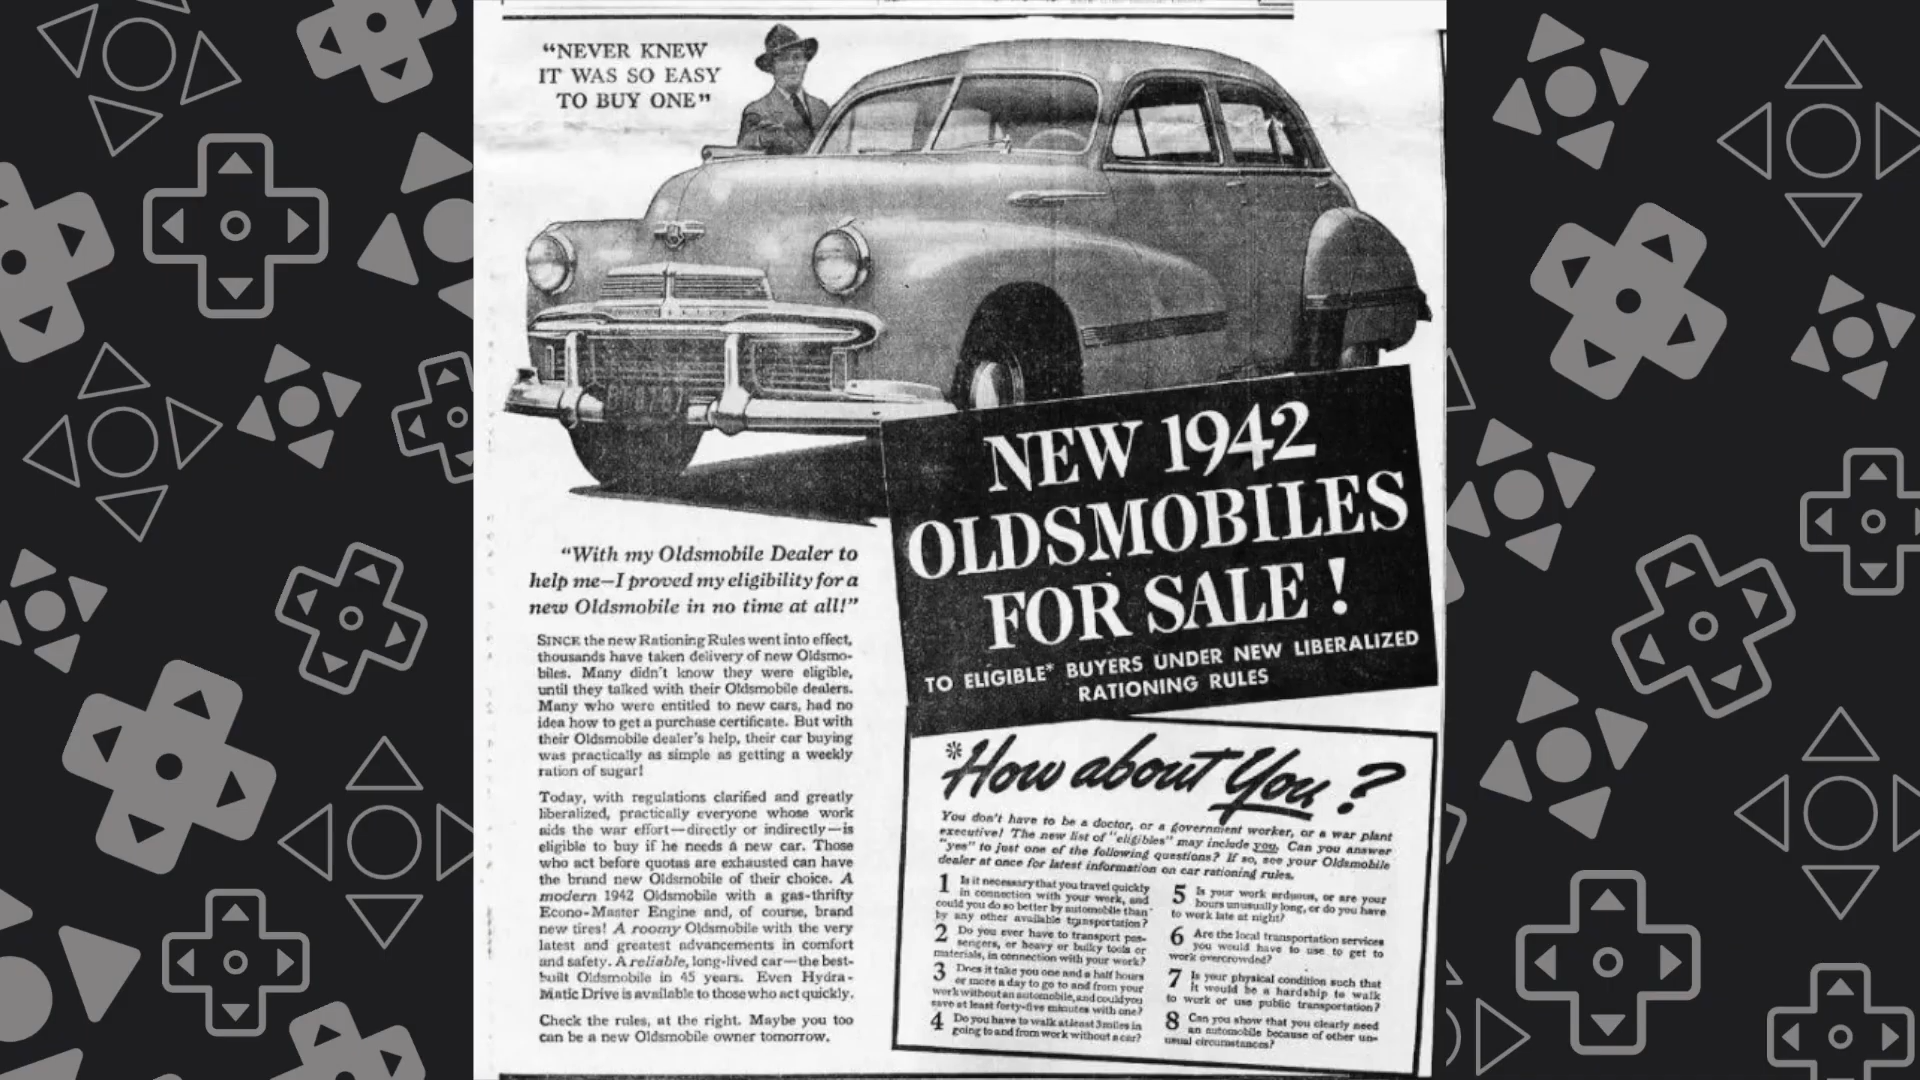 “NEVER KNEW
IT WAS SO EASY
TO BUY ONE”
NEW 1942
OLDSMOBILES
FOR SALE!
TO ELIGIBLE* BUYERS UNDER NEW LIBERALIZED
RATIONING RULES
“With my Oldsmobile Dealer to
help me—I proved my eligibility for a
new Oldsmobile in no time at all!”
SINCE the new Rationing Rules went into effect,
thousands have taken delivery of new Oldsmo-
biles. Many didn't know they were eligible,
until they talked with their Oldsmobile dealers.
Many who were entitled to new cars, had no
idea how to get a purchase certificate. But with
their Oldsmobile dealer's help, their car buying
was practically as simple as getting a weekly
ration of sugar!
Today, with regulations clarified and greatly
liberalized, practically everyone whose work
aids the war effort—directly or indirectly—is
eligible to buy if he needs a new car. Those
who act before quotas are exhausted can have
the brand new Oldsmobile of their choice. A
modern 1942 Oldsmobile with a gas-thrifty
Econo-Master Engine and, of course, brand
new tires! A roomy Oldsmobile with the very
latest and greatest advancements in comfort
and safety. A reliable, long-lived car—the best-
built Oldsmobile in 45 years. Even Hydra-
Matic Drive is available to those who act quickly.
Check the rules, at the right. Maybe you too
can be a new Oldsmobile owner tomorrow.
*How about You?
You don't have to be a doctor, or a government worker, or a war plant
executive! The new list of “eligibles” may include you. Can you answer
“yes” to just one of the following questions? If so, see your Oldsmobile
dealer at once for latest information on car rationing rules.
1 Is it necessary that you travel quickly
in connection with your work, and
could you do so better by automobile than
by any other available transportation?
2 Do you ever have to transport pas-
sengers, or heavy or bulky tools or
materials, in connection with your work?
3 Does it take you one and a half hours
or more a day to go to and from your
work without an automobile, and could you
save at least forty-five minutes with one?
4 Do you have to walk at least 3 miles in
going to and from work without a car?
5 Is your work arduous, or are your
hours unusually long, or do you have
to work late at night?
6 Are the local transportation services
you would have to use to get to
work overcrowded?
7 Is your physical condition such that
it would be a hardship to walk
to work or use public transportation?
8 Can you show that you clearly need
an automobile because of other un-
usual circumstances?